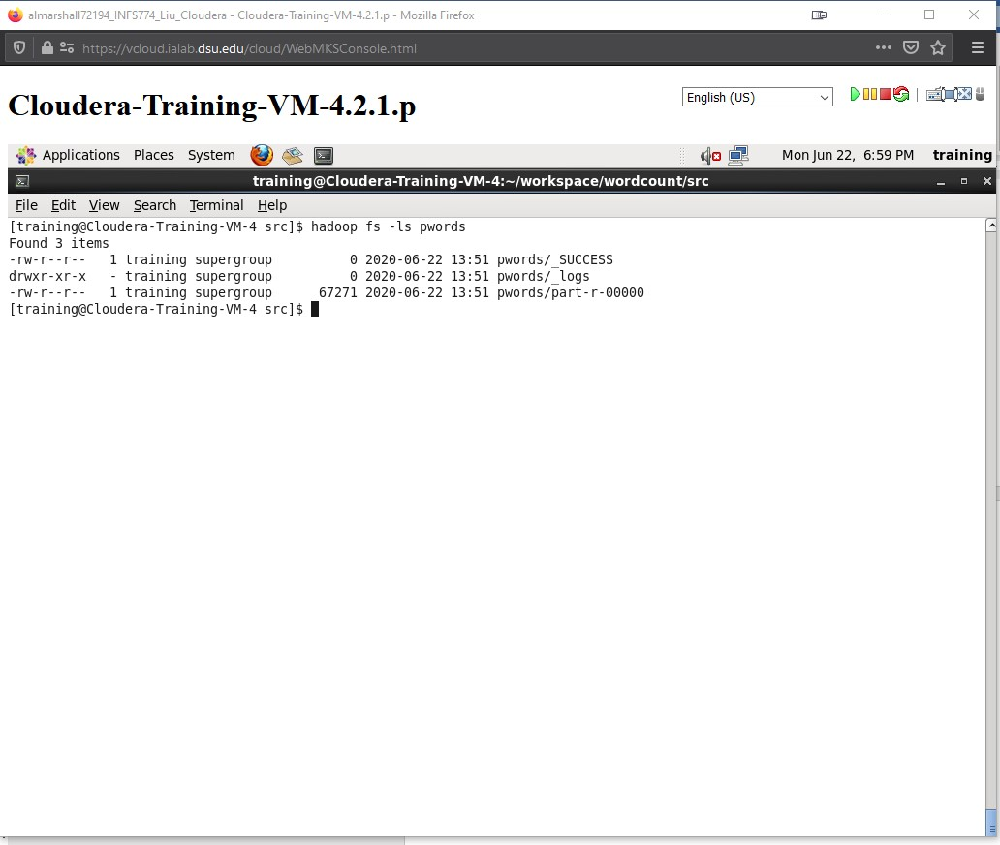 almarshall72194_INFS774_Liu_Cloudera - Cloudera-Training-VM-4.2.1.p - Mozilla Firefox
https://vcloud.ialab.dsu.edu/cloud/WebMKSConsole.html
Cloudera-Training-VM-4.2.1.p
English (US)
Applications Places System Mon Jun 22, 6:59 PM training
training@Cloudera-Training-VM-4:~/workspace/wordcount/src
File Edit View Search Terminal Help
[training@Cloudera-Training-VM-4 src]$ hadoop fs -ls pwords
Found 3 items
-rw-r--r--   1 training supergroup          0 2020-06-22 13:51 pwords/_SUCCESS
drwxr-xr-x   - training supergroup          0 2020-06-22 13:51 pwords/_logs
-rw-r--r--   1 training supergroup      67271 2020-06-22 13:51 pwords/part-r-00000
[training@Cloudera-Training-VM-4 src]$